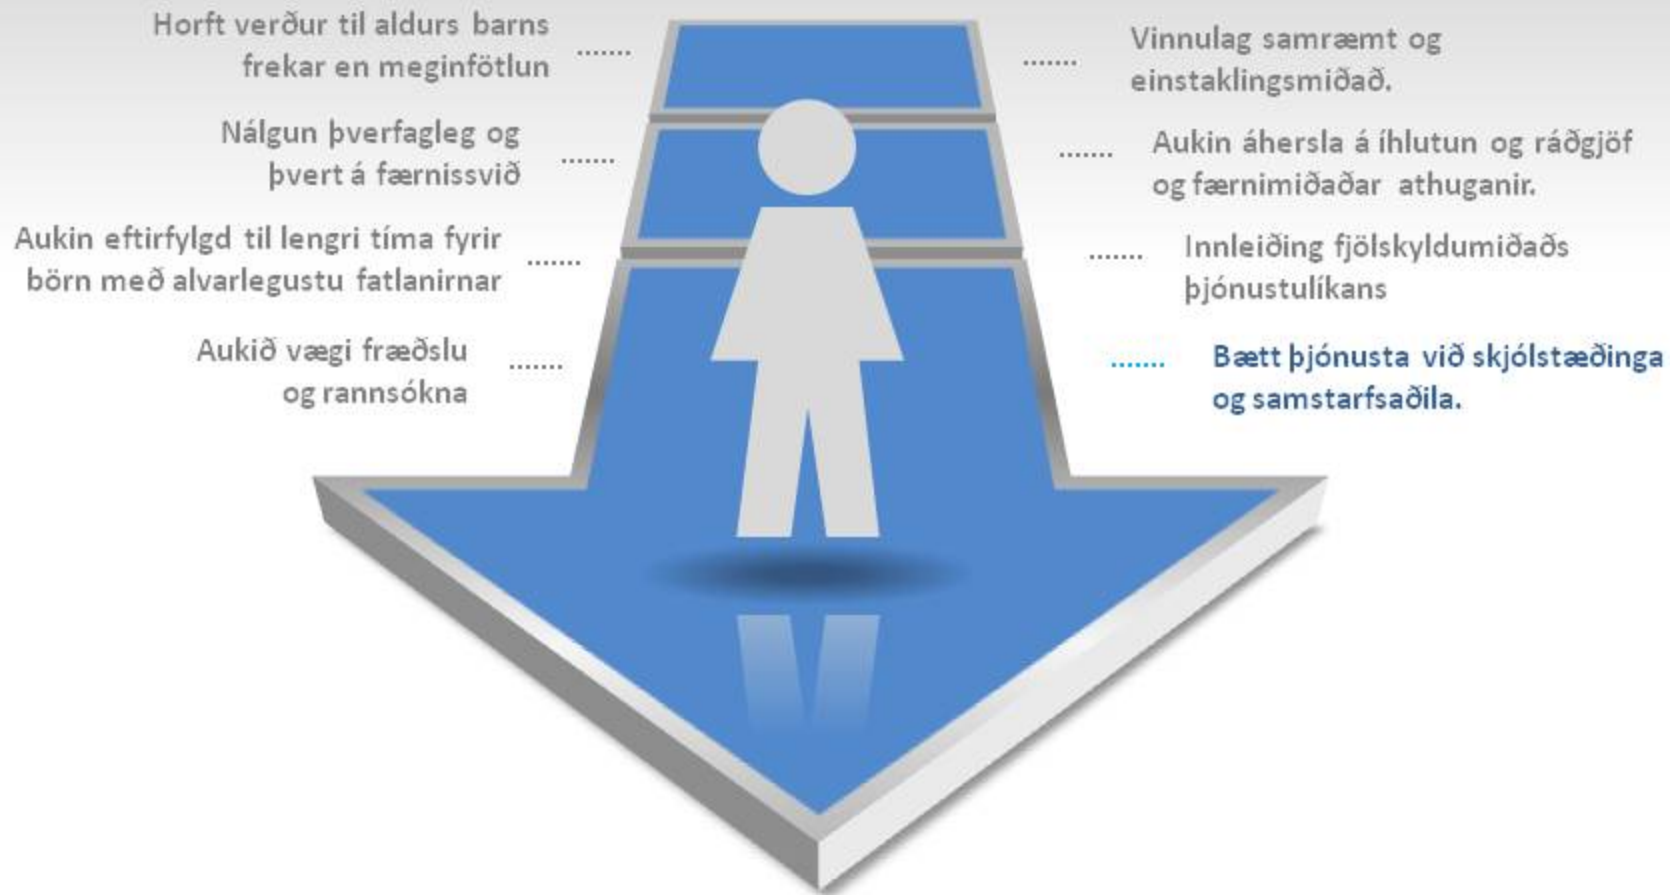 Horft verður til aldurs barns
frekar en meginfötlun
Nálgun þverfagleg og
þvert á færnissvið
Aukin eftirfylgd til lengri tíma fyrir
börn með alvarlegustu fatlanirnar
Aukið vægi fræðslu
og rannsókna
Vinnulag samræmt og
einstaklingsmiðað.
Aukin áhersla á íhlutun og ráðgjöf
og færnimiðaðar athuganir.
Innleiðing fjölskyldumiðaðs
þjónustulíkans
Bætt þjónusta við skjólstæðinga
og samstarfsaðila.